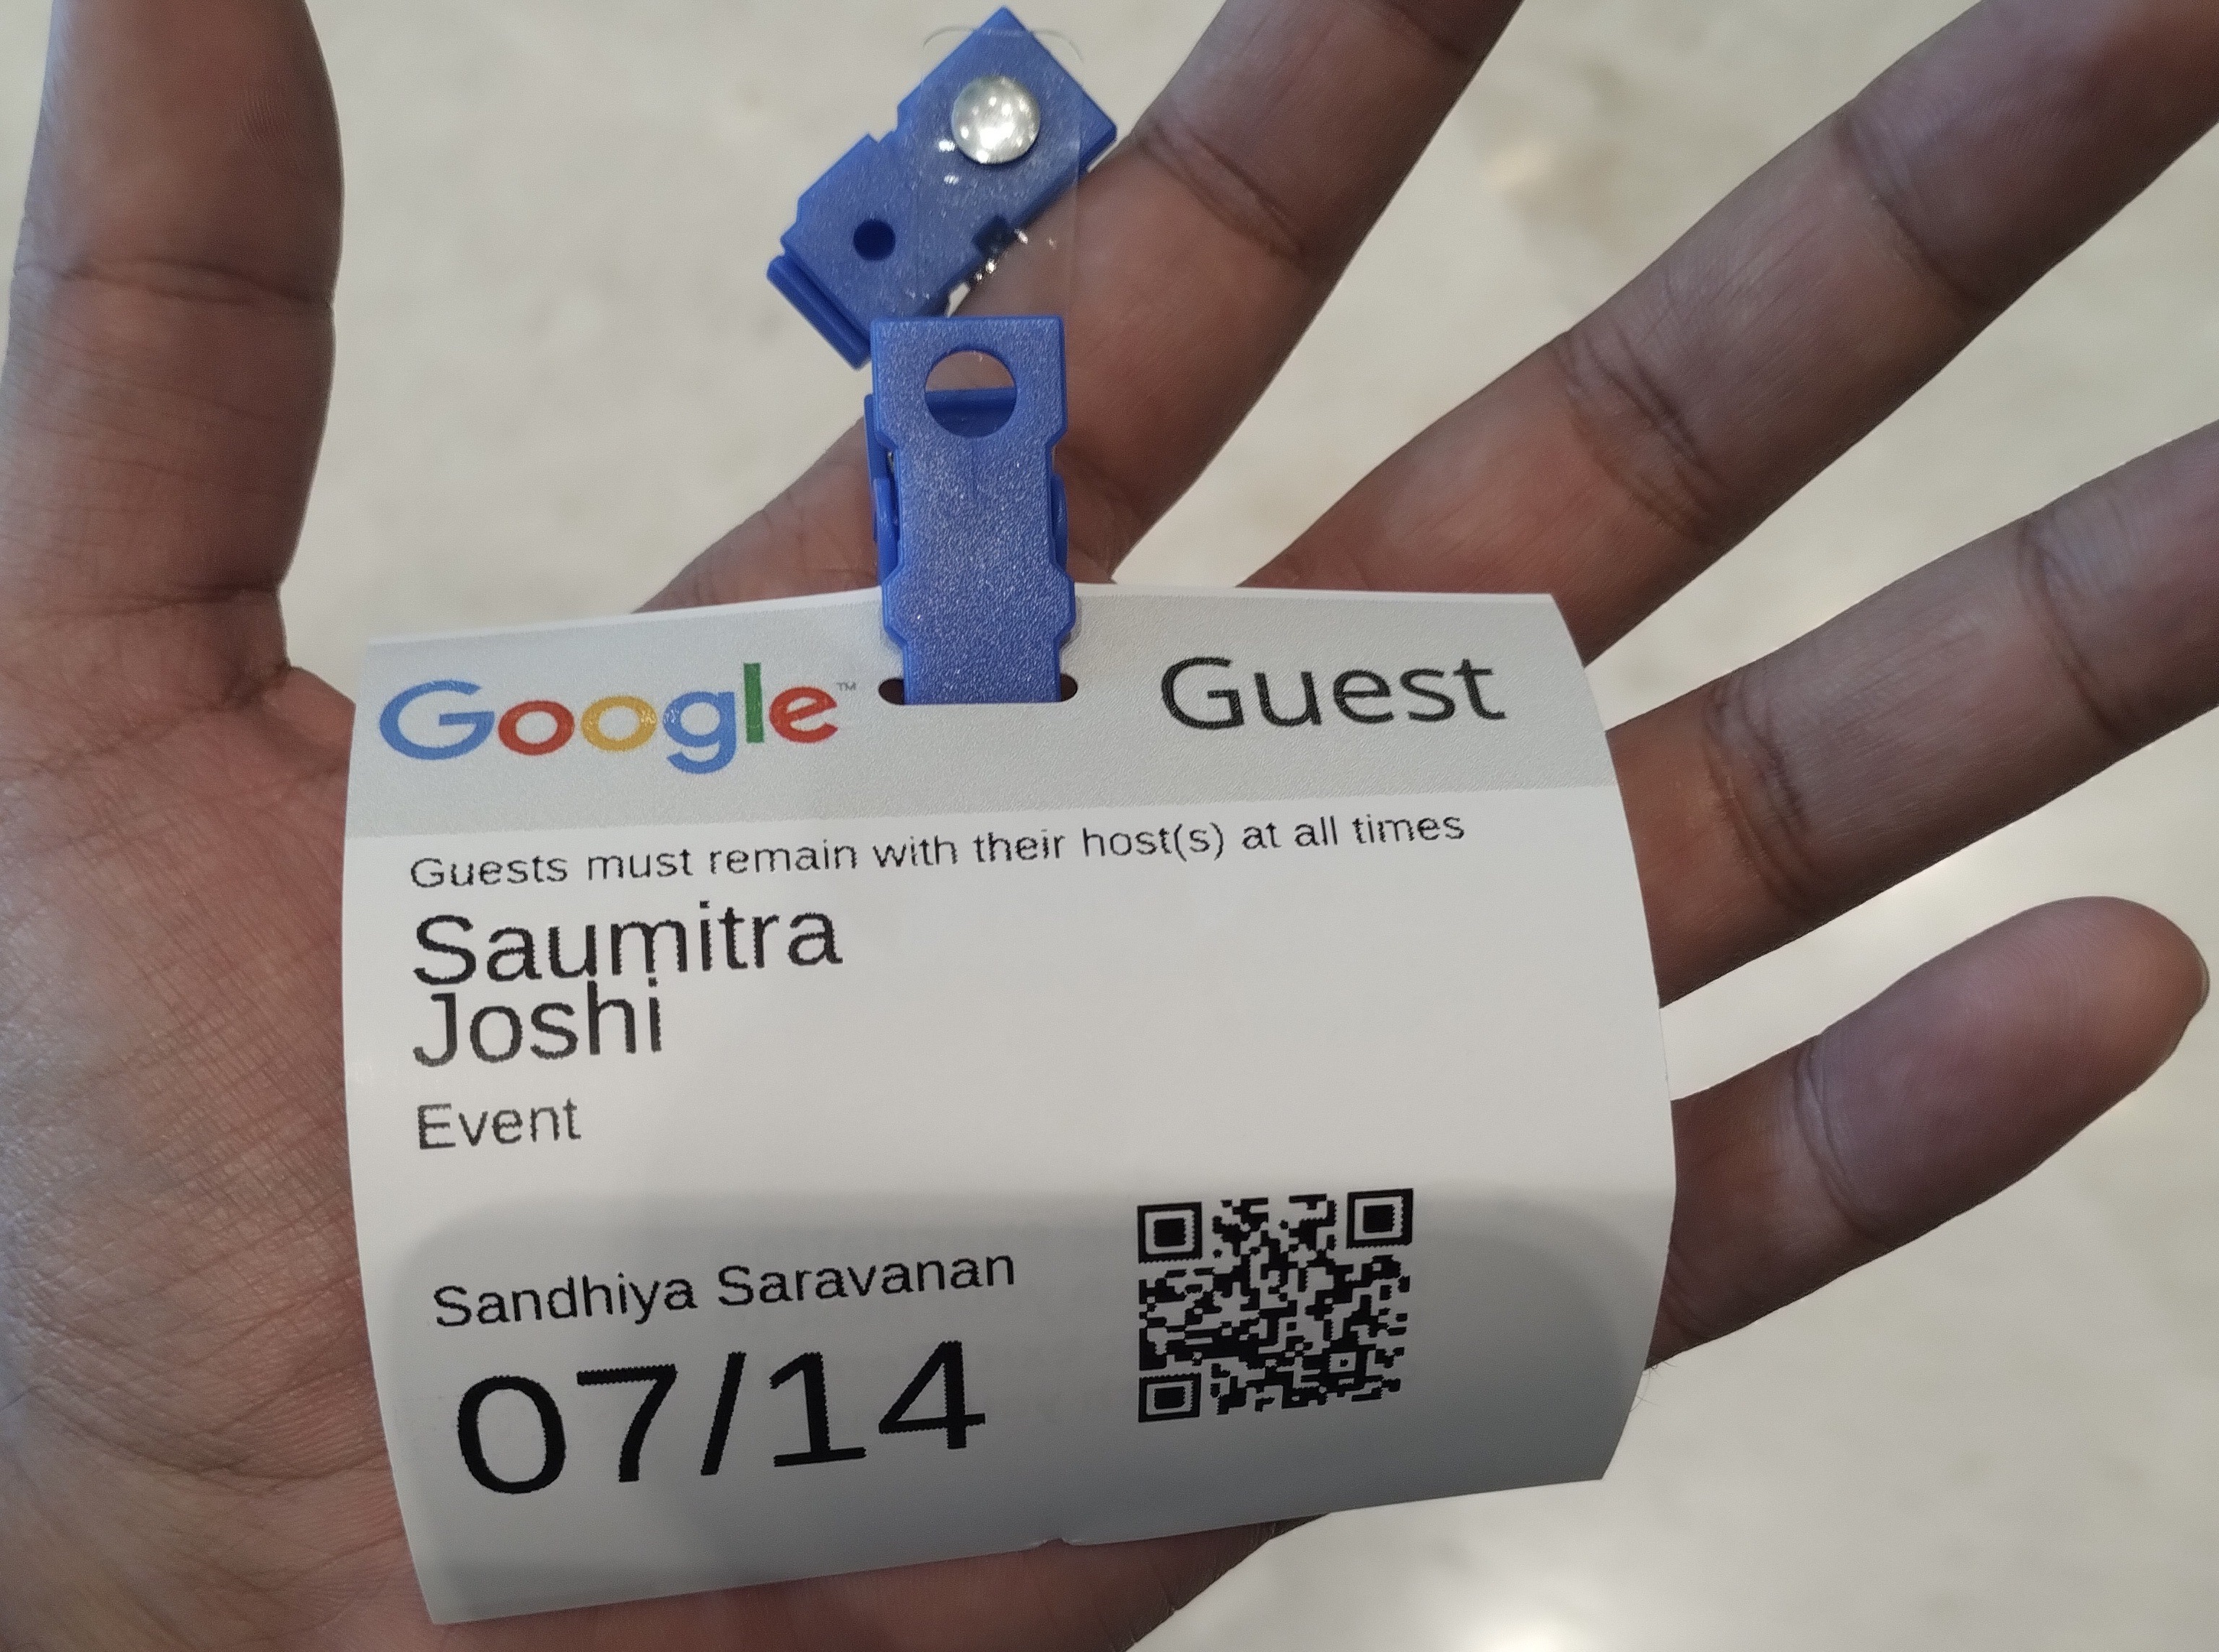 Google™ Guest
Guests must remain with their host(s) at all times
Saumitra
Joshi
Event
Sandhiya Saravanan
07/14